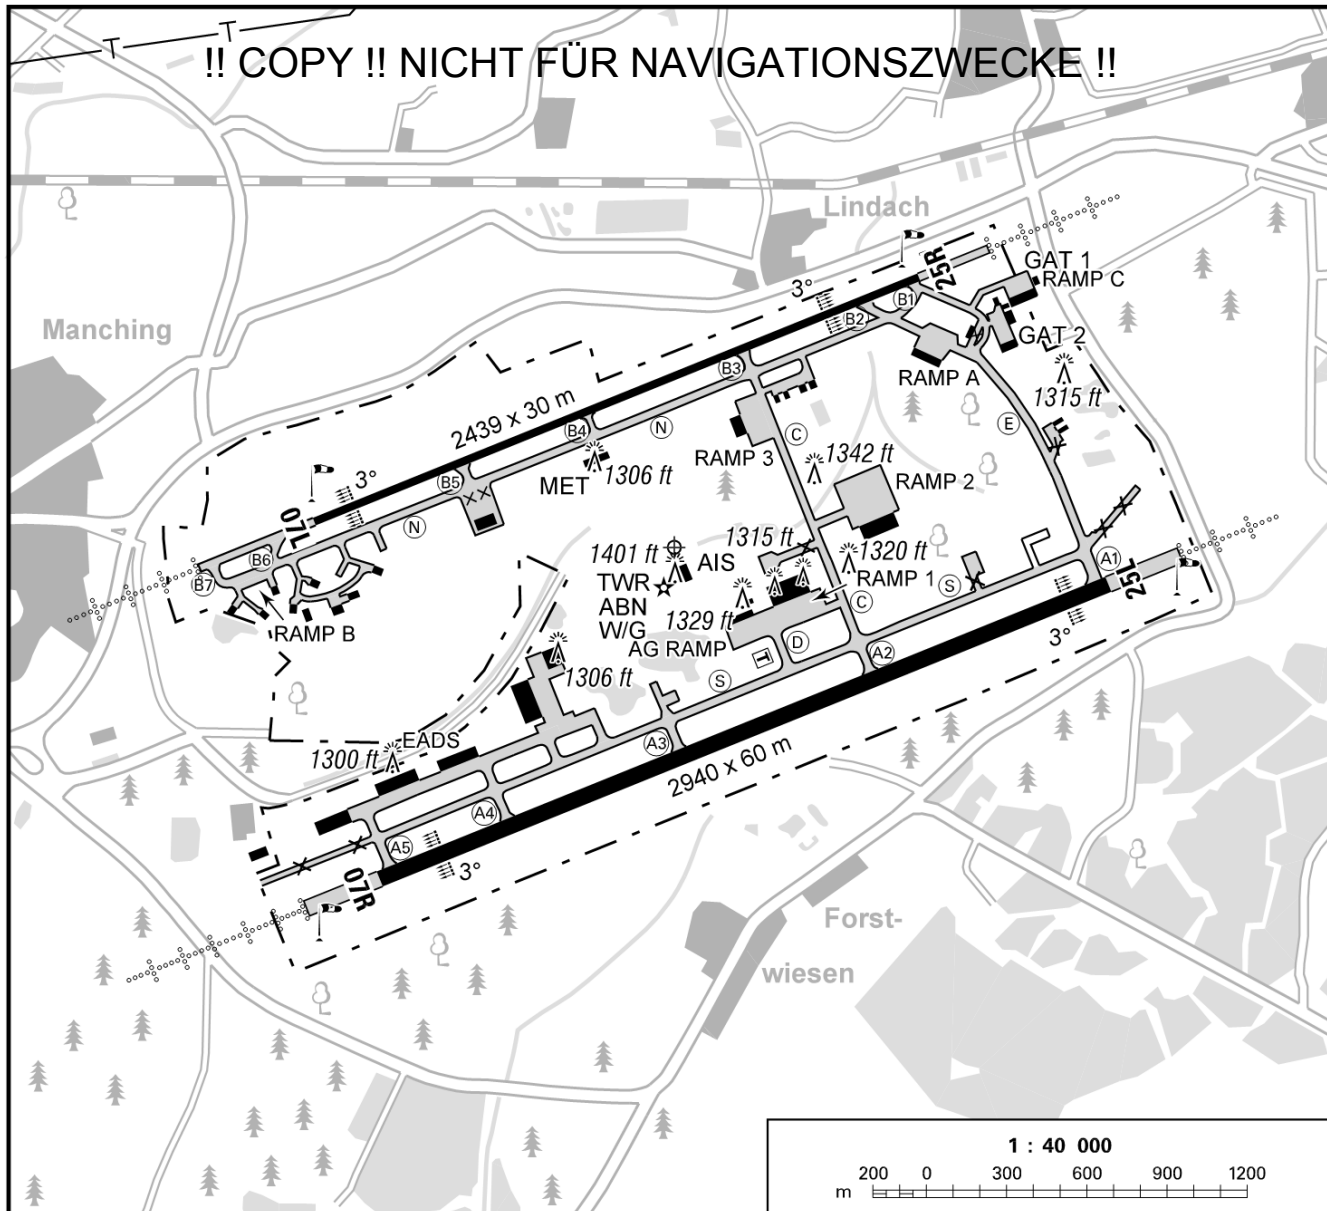 !! COPY !! NICHT FÜR NAVIGATIONSZWECKE !!
Lindach
Manching
25R
GAT 1
RAMP C
3°
B1
B2
GAT 2
RAMP A
1315 ft
B3
2439 x 30 m
B4
N
C
E
RAMP 3
1342 ft
RAMP 2
MET
1306 ft
3°
B5
07L
N
B6
B7
RAMP B
1401 ft
AIS
TWR
ABN
W/G
1315 ft
1320 ft
RAMP 1
1329 ft
AG RAMP
C
D
S
A1
25L
3°
A2
T
S
1306 ft
EADS
1300 ft
A3
2940 x 60 m
A4
A5
3°
07R
Forst-
wiesen
1 : 40 000
m 200 0 300 600 900 1200